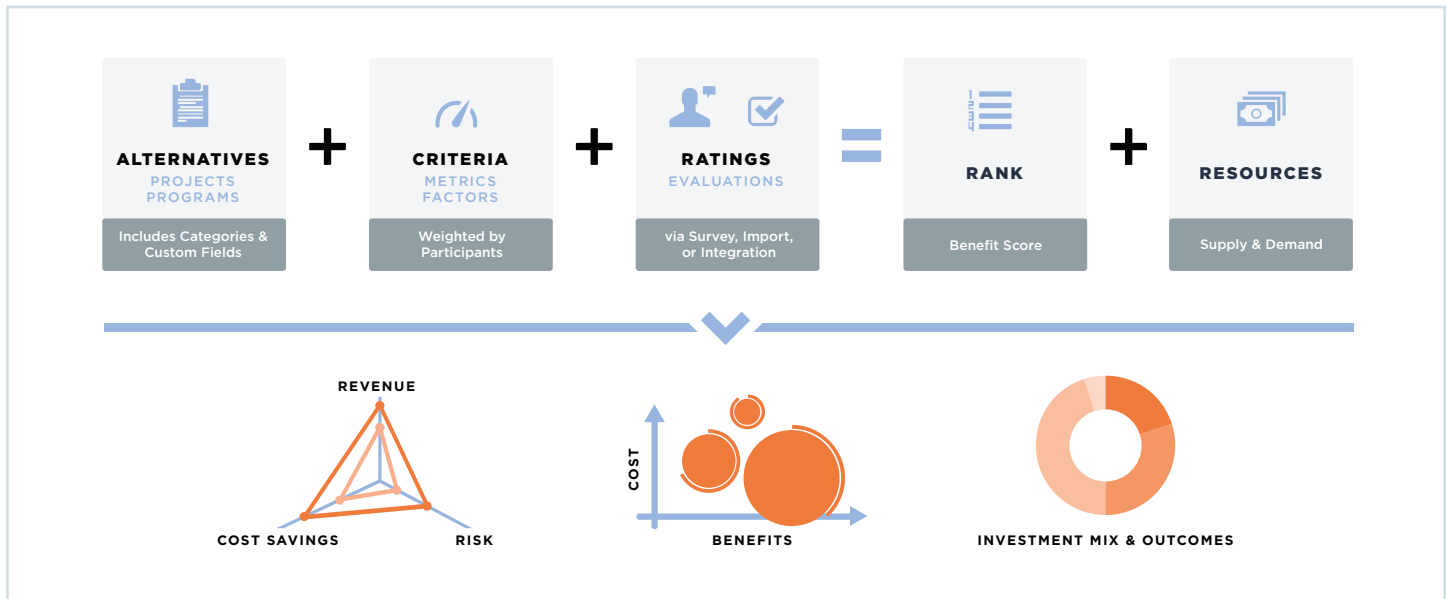 ALTERNATIVES
PROJECTS
PROGRAMS
Includes Categories &
Custom Fields
CRITERIA
METRICS
FACTORS
Weighted by
Participants
RATINGS
EVALUATIONS
via Survey, Import,
or Integration
RANK
Benefit Score
RESOURCES
Supply & Demand
REVENUE
COST SAVINGS
RISK
COST
BENEFITS
INVESTMENT MIX & OUTCOMES